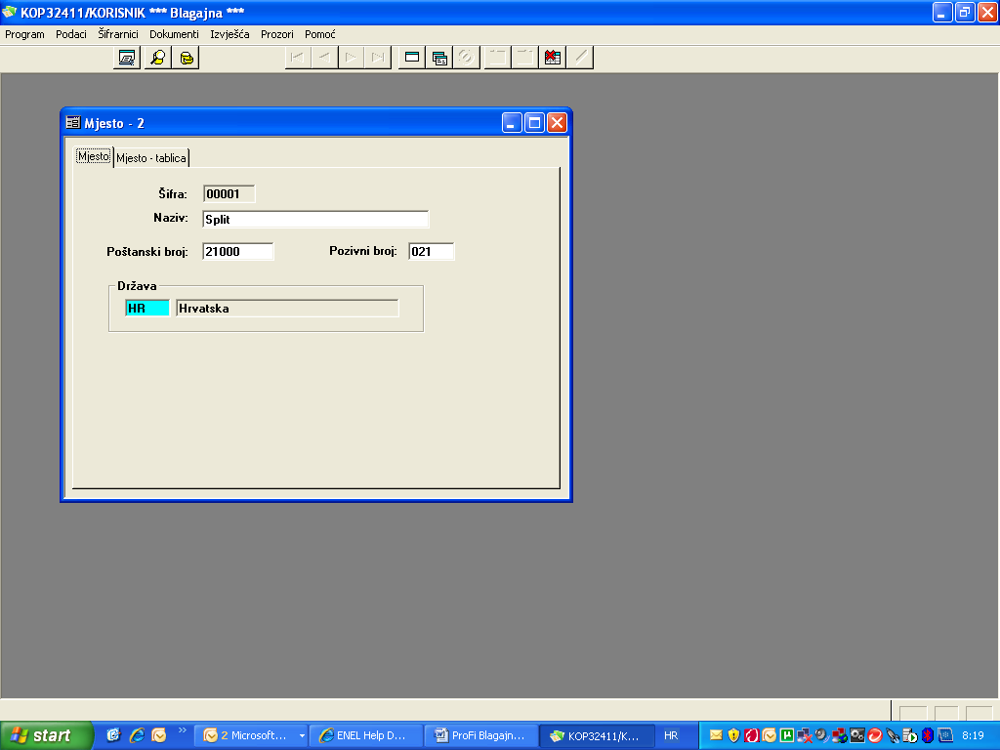 KOP32411/KORISNIK *** Blagajna ***
Program Podaci Šifrarnici Dokumenti Izvješća Prozori Pomoć
Mjesto - 2
Mjesto Mjesto - tablica
Šifra: 00001
Naziv: Split
Poštanski broj: 21000 Pozivni broj: 021
Država
HR Hrvatska
start 2 Microsoft... ENEL Help D... ProFi Blagajn... KOP32411/K... HR 8:19